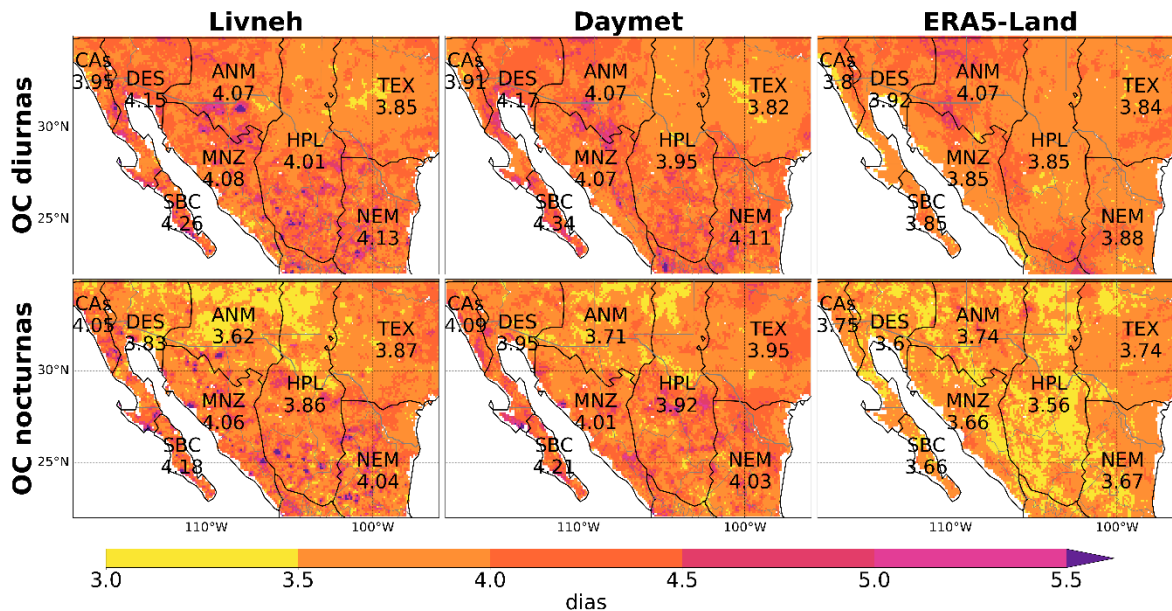 Livneh
Daymet
ERA5-Land
OC diurnas
CAs
3.95
DES
4.15
ANM
4.07
TEX
3.85
HPL
4.01
MNZ
4.08
SBC
4.26
NEM
4.13
30°N
25°N
CAs
3.91
DES
4.17
ANM
4.07
TEX
3.82
HPL
3.95
MNZ
4.07
SBC
4.34
NEM
4.11
CAs
3.8
DES
3.92
ANM
4.07
TEX
3.84
HPL
3.85
MNZ
3.85
SBC
3.85
NEM
3.88
OC nocturnas
CAs
4.05
DES
3.83
ANM
3.62
TEX
3.87
HPL
3.86
MNZ
4.06
SBC
4.18
NEM
4.04
30°N
25°N
110°W
100°W
CAs
4.09
DES
3.95
ANM
3.71
TEX
3.95
HPL
3.92
MNZ
4.01
SBC
4.21
NEM
4.03
110°W
100°W
CAs
3.75
DES
3.6
ANM
3.74
TEX
3.74
HPL
3.56
MNZ
3.66
SBC
3.66
NEM
3.67
110°W
100°W
3.0
3.5
4.0
4.5
5.0
5.5
dias